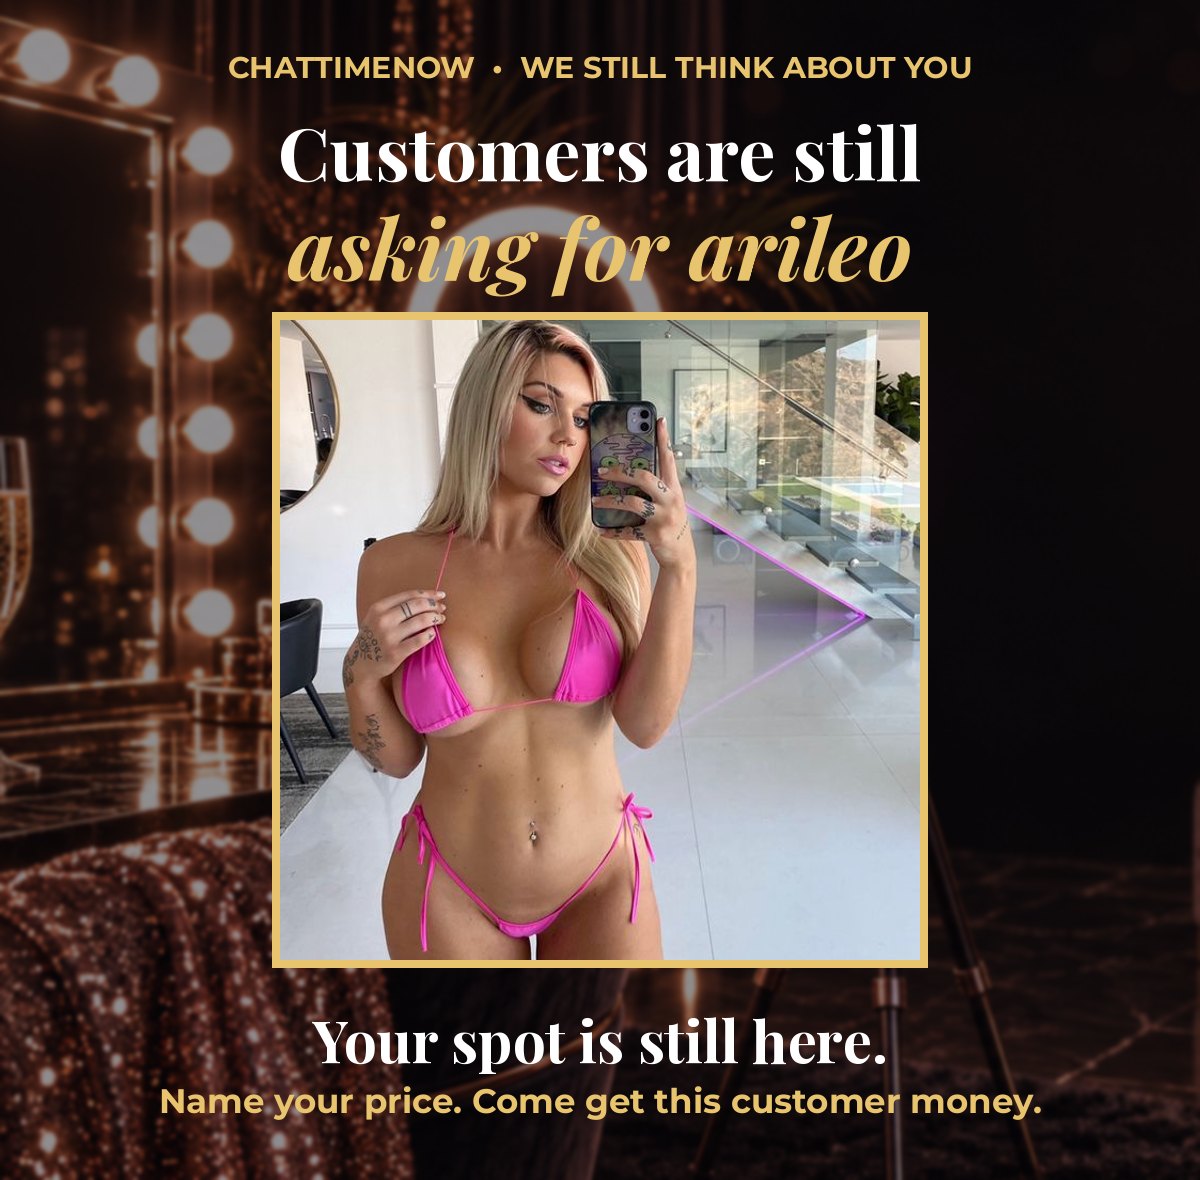 CHATTIMENOW • WE STILL THINK ABOUT YOU
Customers are still
asking for arileo
Your spot is still here.
Name your price. Come get this customer money.